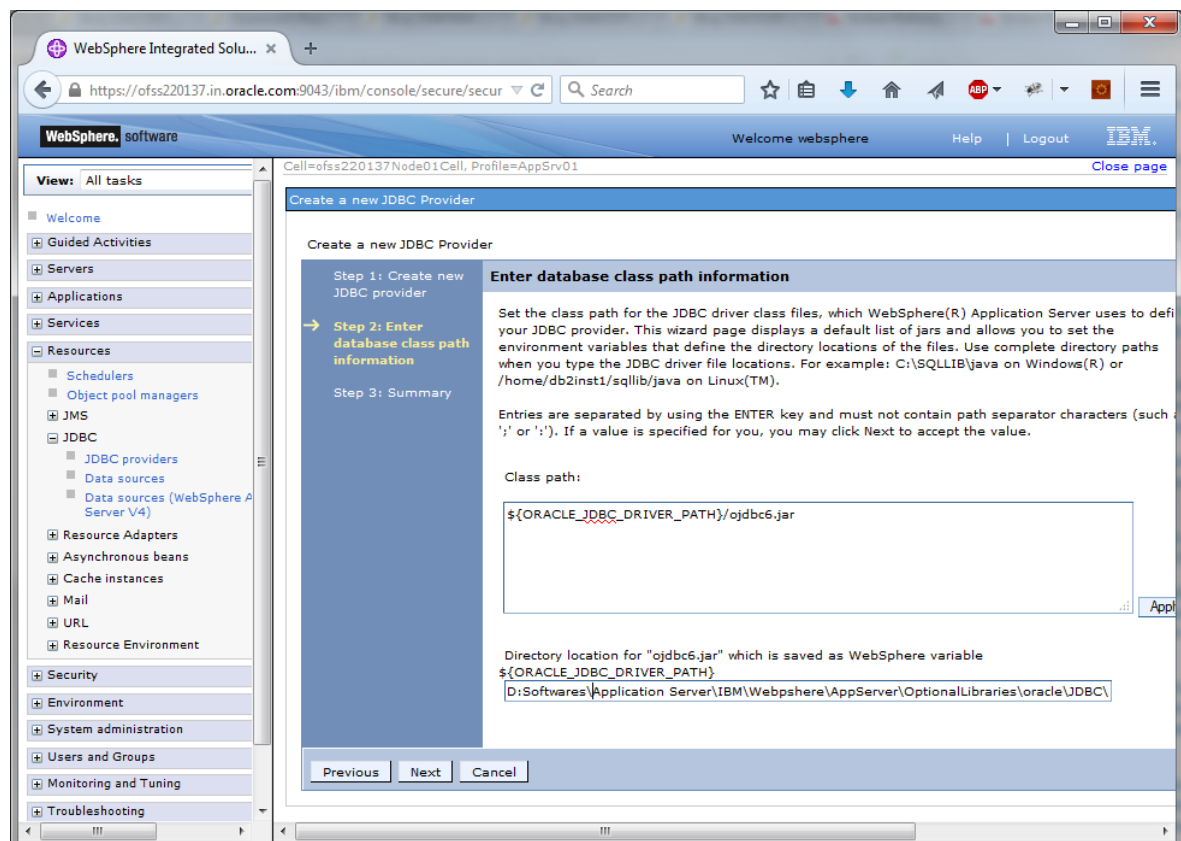 WebSphere Integrated Solu... × +
https://ofss220137.in.oracle.com:9043/ibm/console/secure/secur
Search
ABP
WebSphere. software
Welcome websphere
Help | Logout
IBM.
View: All tasks
Welcome
Guided Activities
Servers
Applications
Services
Resources
Schedulers
Object pool managers
JMS
JDBC
JDBC providers
Data sources
Data sources (WebSphere A
Server V4)
Resource Adapters
Asynchronous beans
Cache instances
Mail
URL
Resource Environment
Security
Environment
System administration
Users and Groups
Monitoring and Tuning
Troubleshooting
Cell=ofss220137Node01Cell, Profile=AppSrv01
Close page
Create a new JDBC Provider
Create a new JDBC Provider
Step 1: Create new
JDBC provider
Step 2: Enter
database class path
information
Step 3: Summary
Enter database class path information
Set the class path for the JDBC driver class files, which WebSphere(R) Application Server uses to defi
your JDBC provider. This wizard page displays a default list of jars and allows you to set the
environment variables that define the directory locations of the files. Use complete directory paths
when you type the JDBC driver file locations. For example: C:\SQLLIB\java on Windows(R) or
/home/db2inst1/sqllib/java on Linux(TM).
Entries are separated by using the ENTER key and must not contain path separator characters (such a
';' or ':'). If a value is specified for you, you may click Next to accept the value.
Class path:
${ORACLE_JDBC_DRIVER_PATH}/ojdbc6.jar
Appl
Directory location for "ojdbc6.jar" which is saved as WebSphere variable
${ORACLE_JDBC_DRIVER_PATH}
D:Softwares\Application Server\IBM\Webpshere\AppServer\OptionalLibraries\oracle\JDBC\
Previous Next Cancel